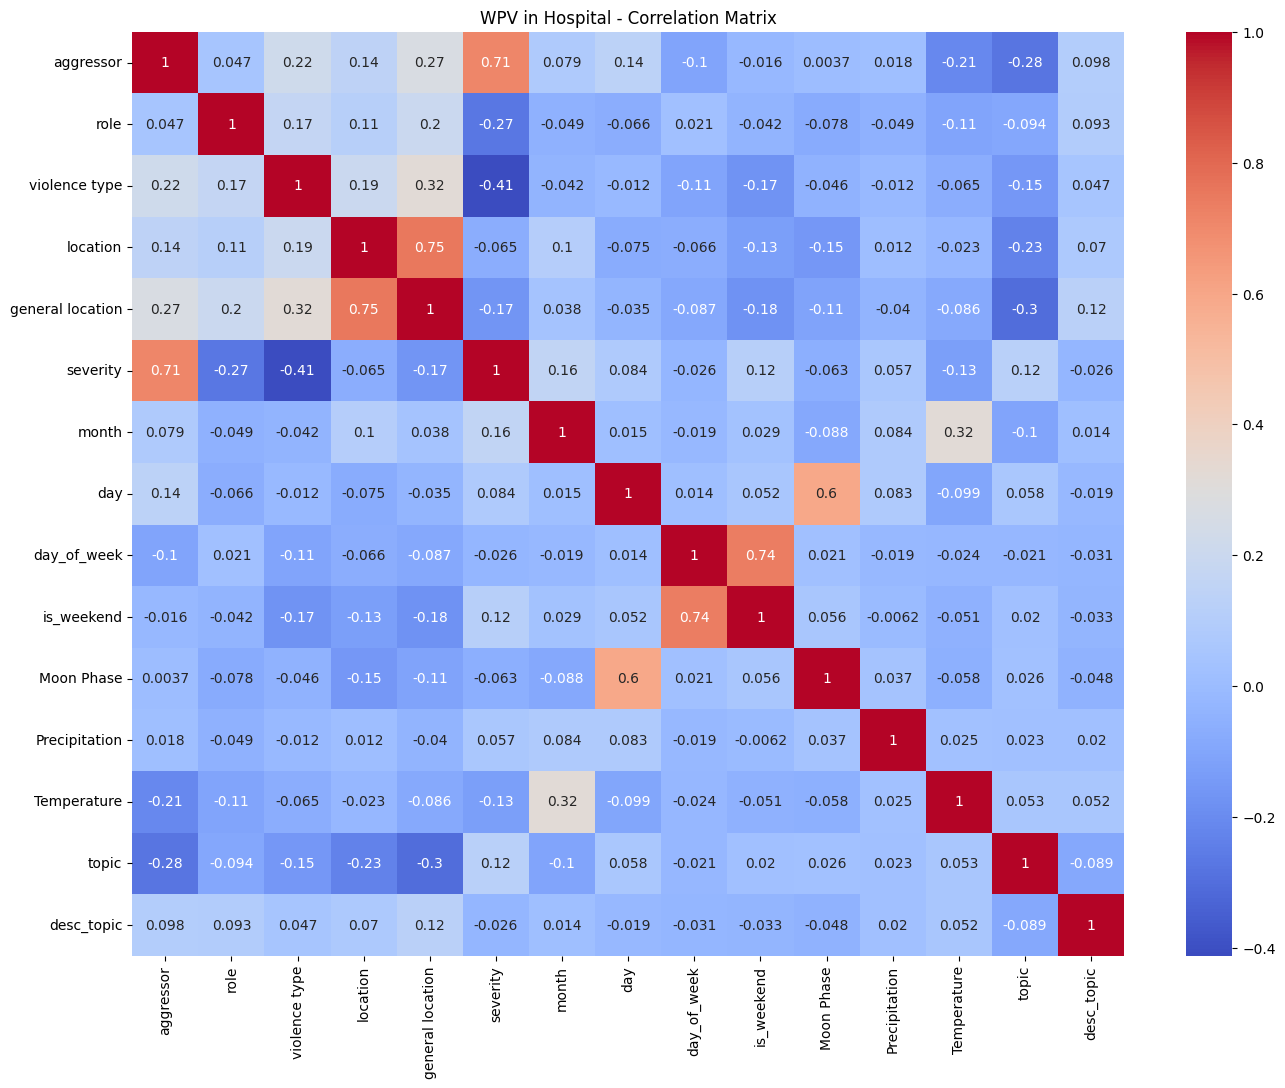 WPV in Hospital - Correlation Matrix
aggressor 1 0.047 0.22 0.14 0.27 0.71 0.079 0.14 -0.1 -0.016 0.0037 0.018 -0.21 -0.28 0.098
role 0.047 1 0.17 0.11 0.2 -0.27 -0.049 -0.066 0.021 -0.042 -0.078 -0.049 -0.11 -0.094 0.093
violence type 0.22 0.17 1 0.19 0.32 -0.41 -0.042 -0.012 -0.11 -0.17 -0.046 -0.012 -0.065 -0.15 0.047
location 0.14 0.11 0.19 1 0.75 -0.065 0.1 -0.075 -0.066 -0.13 -0.15 0.012 -0.023 -0.23 0.07
general location 0.27 0.2 0.32 0.75 1 -0.17 0.038 -0.035 -0.087 -0.18 -0.11 -0.04 -0.086 -0.3 0.12
severity 0.71 -0.27 -0.41 -0.065 -0.17 1 0.16 0.084 -0.026 0.12 -0.063 0.057 -0.13 0.12 -0.026
month 0.079 -0.049 -0.042 0.1 0.038 0.16 1 0.015 -0.019 0.029 -0.088 0.084 0.32 -0.1 0.014
day 0.14 -0.066 -0.012 -0.075 -0.035 0.084 0.015 1 0.014 0.052 0.6 0.083 -0.099 0.058 -0.019
day_of_week -0.1 0.021 -0.11 -0.066 -0.087 -0.026 -0.019 0.014 1 0.74 0.021 -0.019 -0.024 -0.021 -0.031
is_weekend -0.016 -0.042 -0.17 -0.13 -0.18 0.12 0.029 0.052 0.74 1 0.056 -0.0062 -0.051 0.02 -0.033
Moon Phase 0.0037 -0.078 -0.046 -0.15 -0.11 -0.063 -0.088 0.6 0.021 0.056 1 0.037 -0.058 0.026 -0.048
Precipitation 0.018 -0.049 -0.012 0.012 -0.04 0.057 0.084 0.083 -0.019 -0.0062 0.037 1 0.025 0.023 0.02
Temperature -0.21 -0.11 -0.065 -0.023 -0.086 -0.13 0.32 -0.099 -0.024 -0.051 -0.058 0.025 1 0.053 0.052
topic -0.28 -0.094 -0.15 -0.23 -0.3 0.12 -0.1 0.058 -0.021 0.02 0.026 0.023 0.053 1 -0.089
desc_topic 0.098 0.093 0.047 0.07 0.12 -0.026 0.014 -0.019 -0.031 -0.033 -0.048 0.02 0.052 -0.089 1
aggressor
role
violence type
location
general location
severity
month
day
day_of_week
is_weekend
Moon Phase
Precipitation
Temperature
topic
desc_topic
1.0
0.8
0.6
0.4
0.2
0.0
-0.2
-0.4